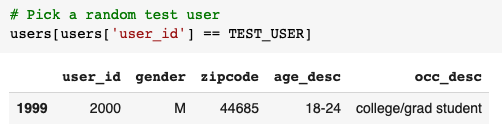 # Pick a random test user
users[users['user_id'] == TEST_USER]
user_id gender zipcode age_desc occ_desc
1999 2000 M 44685 18-24 college/grad student